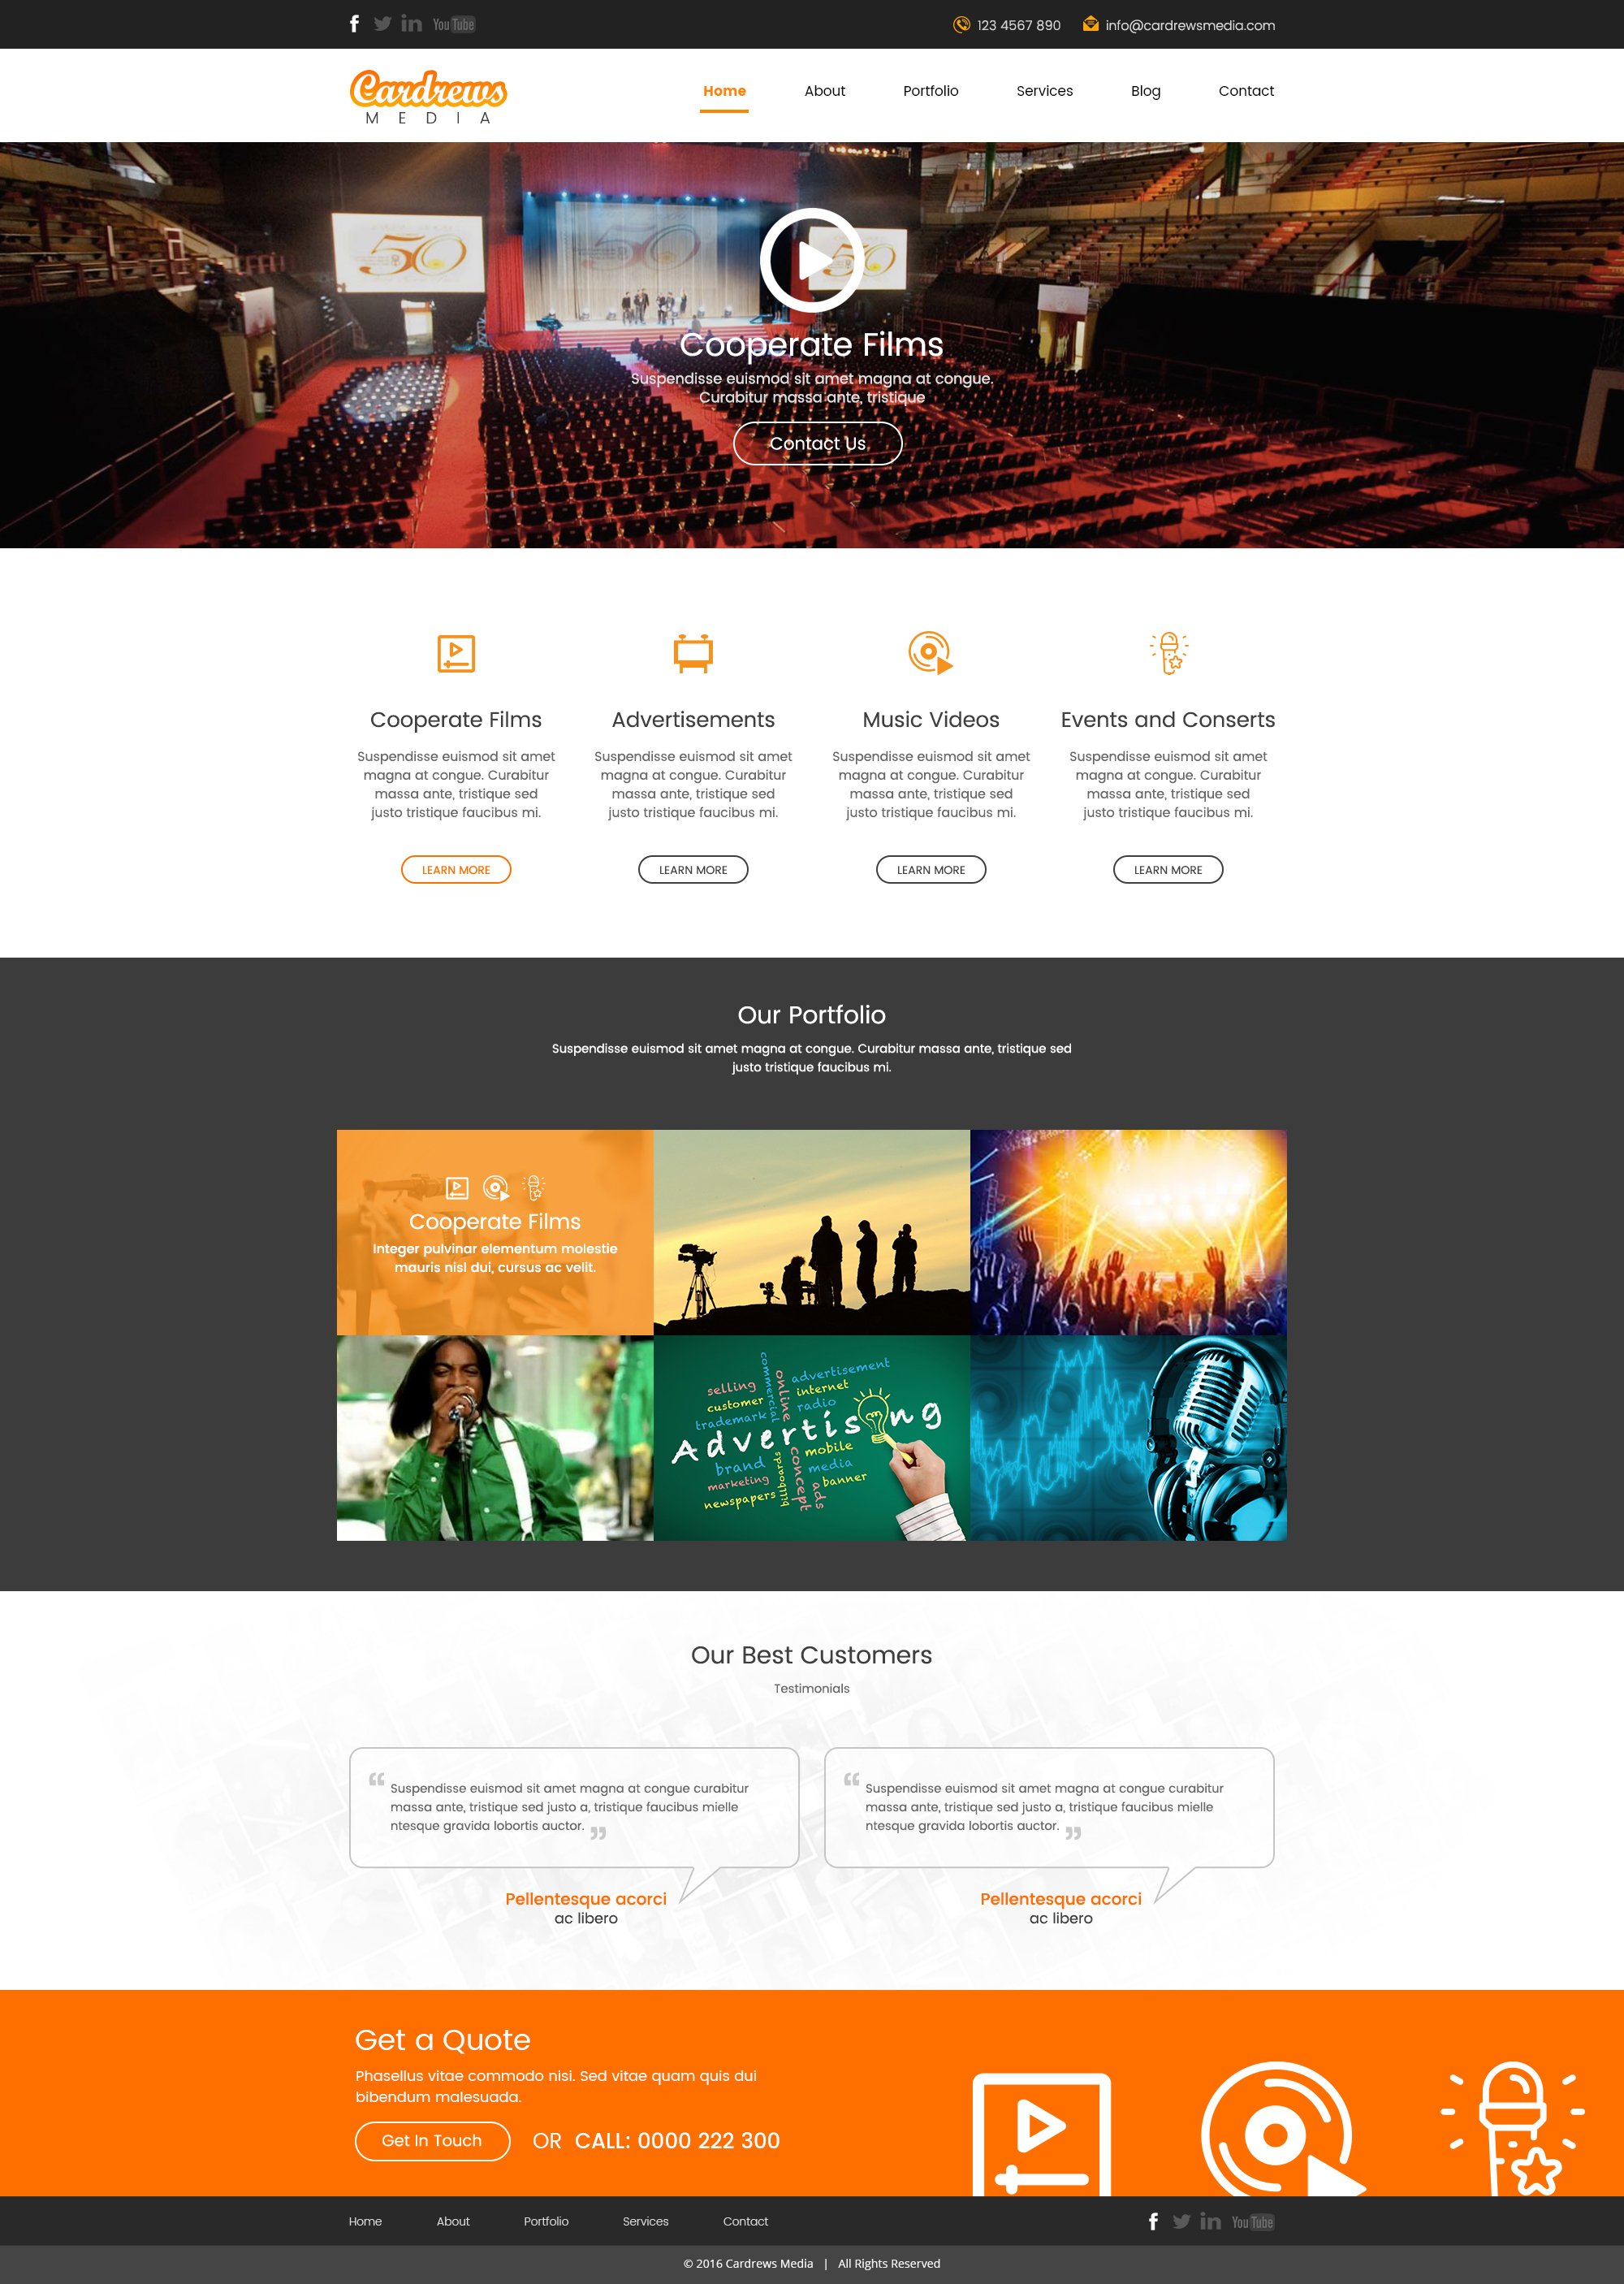 f in YouTube
123 4567 890 info@cardrewsmedia.com
Cardrews
MEDIA
Home About Portfolio Services Blog Contact
50 50 50
Cooperate Films
Suspendisse euismod sit amet magna at congue.
Curabitur massa ante, tristique
Contact Us
Cooperate Films
Suspendisse euismod sit amet
magna at congue. Curabitur
massa ante, tristique sed
justo tristique faucibus mi.
LEARN MORE
Advertisements
Suspendisse euismod sit amet
magna at congue. Curabitur
massa ante, tristique sed
justo tristique faucibus mi.
LEARN MORE
Music Videos
Suspendisse euismod sit amet
magna at congue. Curabitur
massa ante, tristique sed
justo tristique faucibus mi.
LEARN MORE
Events and Conserts
Suspendisse euismod sit amet
magna at congue. Curabitur
massa ante, tristique sed
justo tristique faucibus mi.
LEARN MORE
Our Portfolio
Suspendisse euismod sit amet magna at congue. Curabitur massa ante, tristique sed
justo tristique faucibus mi.
Cooperate Films
Integer pulvinar elementum molestie
mauris nisl dui, cursus ac velit.
commercial
online
advertisement
selling
internet
customer
radio
trademark
Advertising
mobile
brand
media
marketing
billboards
concept
banner
newspapers
ads
Our Best Customers
Testimonials
“ Suspendisse euismod sit amet magna at congue curabitur
massa ante, tristique sed justo a, tristique faucibus mielle
ntesque gravida lobortis auctor. ”
Pellentesque acorci
ac libero
“ Suspendisse euismod sit amet magna at congue curabitur
massa ante, tristique sed justo a, tristique faucibus mielle
ntesque gravida lobortis auctor. ”
Pellentesque acorci
ac libero
Get a Quote
Phasellus vitae commodo nisi. Sed vitae quam quis dui
bibendum malesuada.
Get In Touch OR CALL: 0000 222 300
Home About Portfolio Services Contact
f in YouTube
© 2016 Cardrews Media | All Rights Reserved